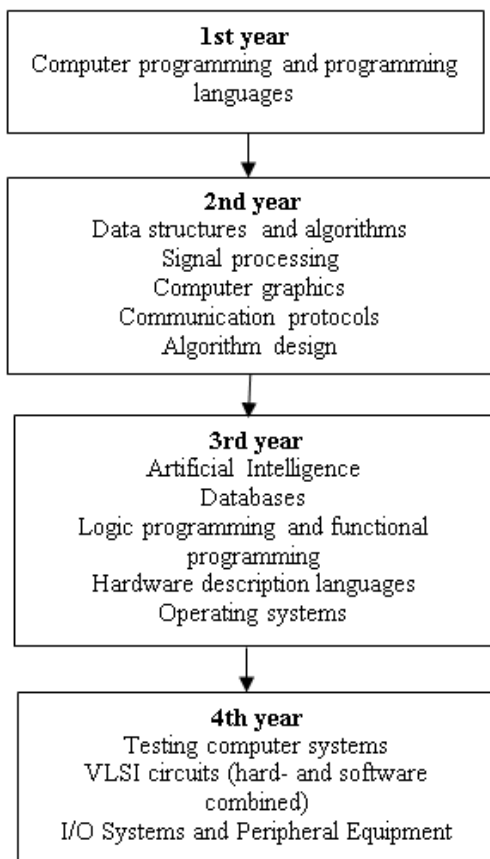 1st year
Computer programming and programming
languages
2nd year
Data structures and algorithms
Signal processing
Computer graphics
Communication protocols
Algorithm design
3rd year
Artificial Intelligence
Databases
Logic programming and functional
programming
Hardware description languages
Operating systems
4th year
Testing computer systems
VLSI circuits (hard- and software
combined)
I/O Systems and Peripheral Equipment